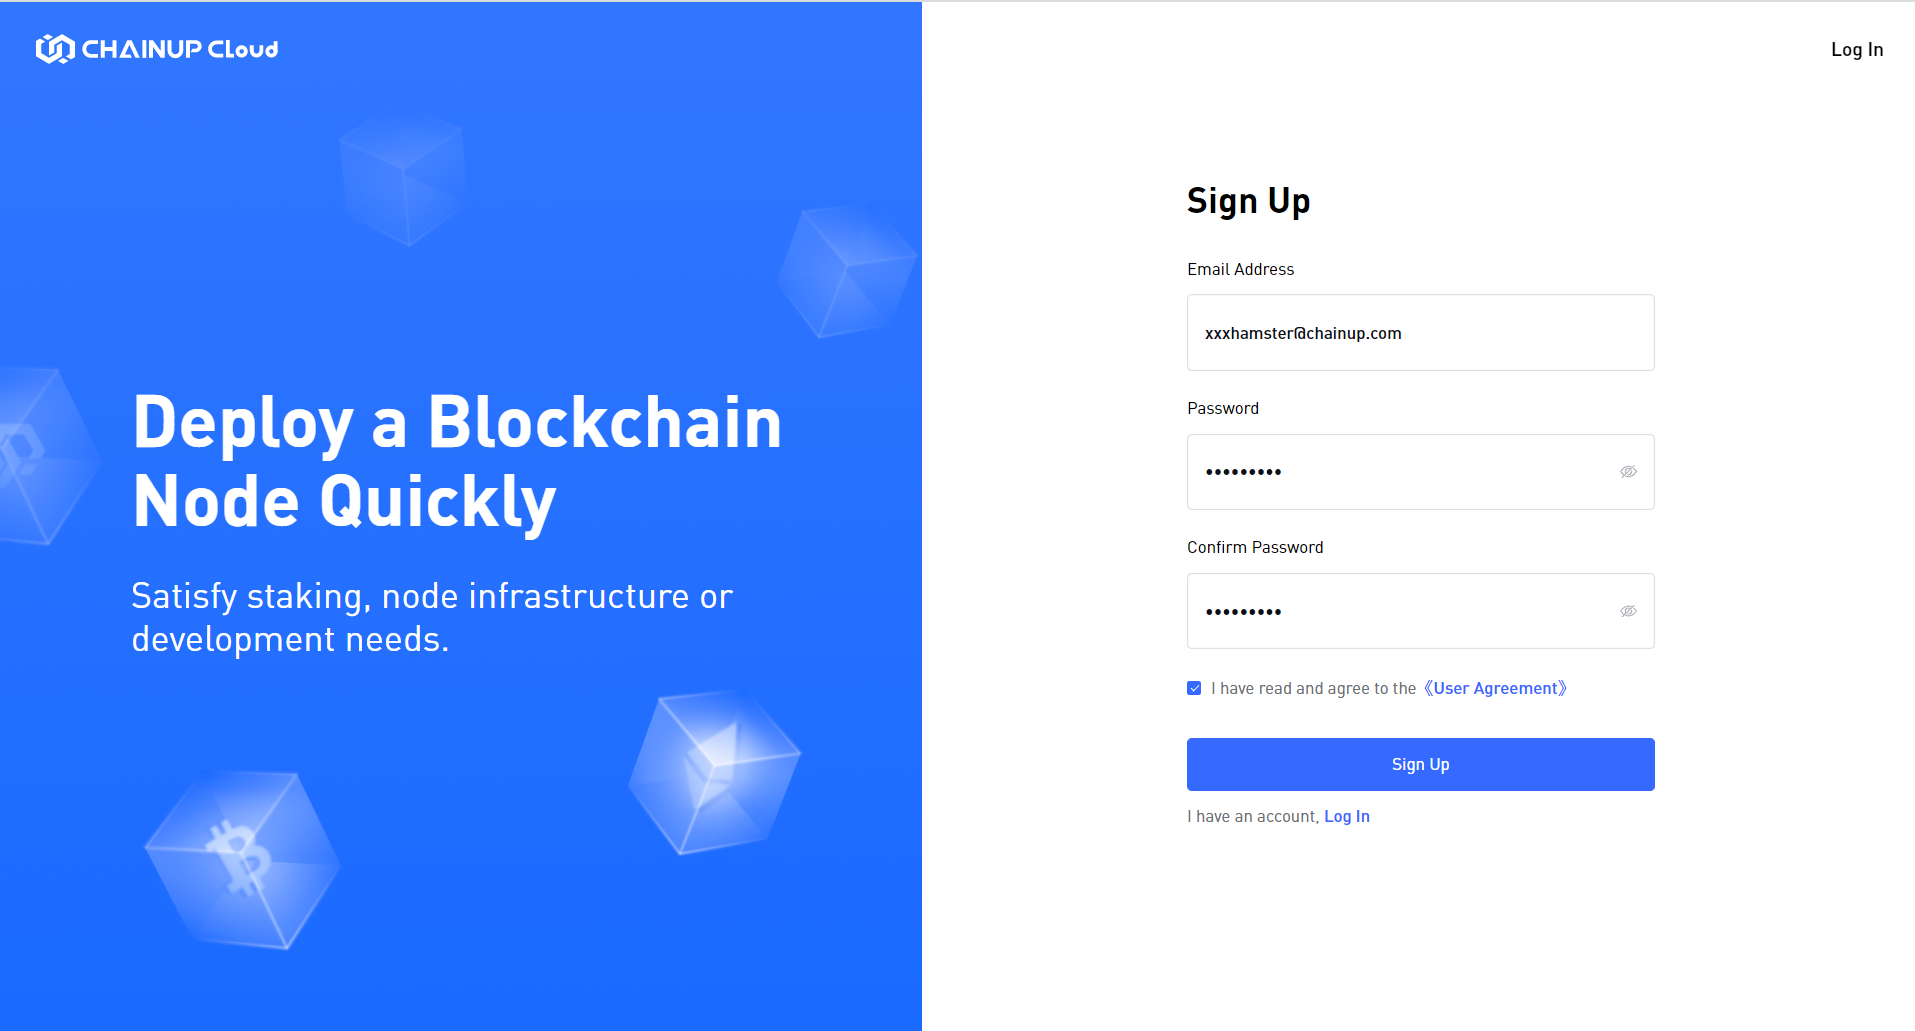 CHAINUP Cloud
Deploy a Blockchain
Node Quickly
Satisfy staking, node infrastructure or
development needs.
Log In
Sign Up
Email Address
xxxhamster@chainup.com
Password
•••••••••
Confirm Password
•••••••••
I have read and agree to the《User Agreement》
Sign Up
I have an account, Log In